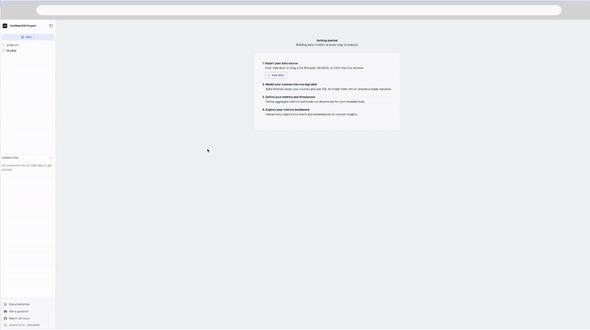 Untitled Rill Project
Add
.gitignore
rill.yaml
Getting started
Building data intuition at every step of analysis
1. Import your data source
Click 'Add data' or drag a file (Parquet, NDJSON, or CSV) into this window.
Add data
2. Model your sources into one big table
Build intuition about your sources and use SQL to model them into an analytics-ready resource.
3. Define your metrics and dimensions
Define aggregate metrics and break out dimensions for your modeled data.
4. Explore your metrics dashboard
Interactively explore line charts and leaderboards to uncover insights.
CONNECTORS
No connectors found. Add data to get
started!
Documentation
Ask a question
Report an issue